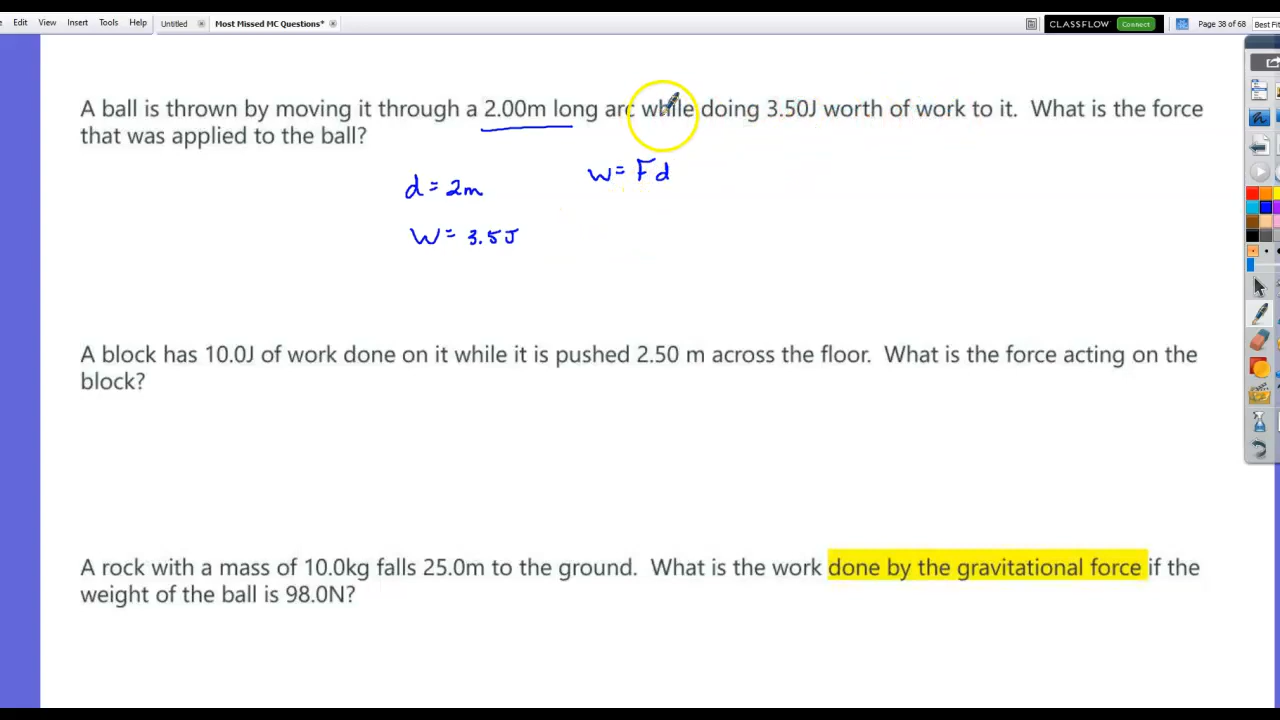 Edit View Insert Tools Help Untitled Most Missed MC Questions* CLASSFLOW Connect Page 38 of 68 Best Fit
A ball is thrown by moving it through a 2.00m long arc while doing 3.50J worth of work to it. What is the force
that was applied to the ball?
d = 2m
W = Fd
W = 3.5J
A block has 10.0J of work done on it while it is pushed 2.50 m across the floor. What is the force acting on the
block?
A rock with a mass of 10.0kg falls 25.0m to the ground. What is the work done by the gravitational force if the
weight of the ball is 98.0N?